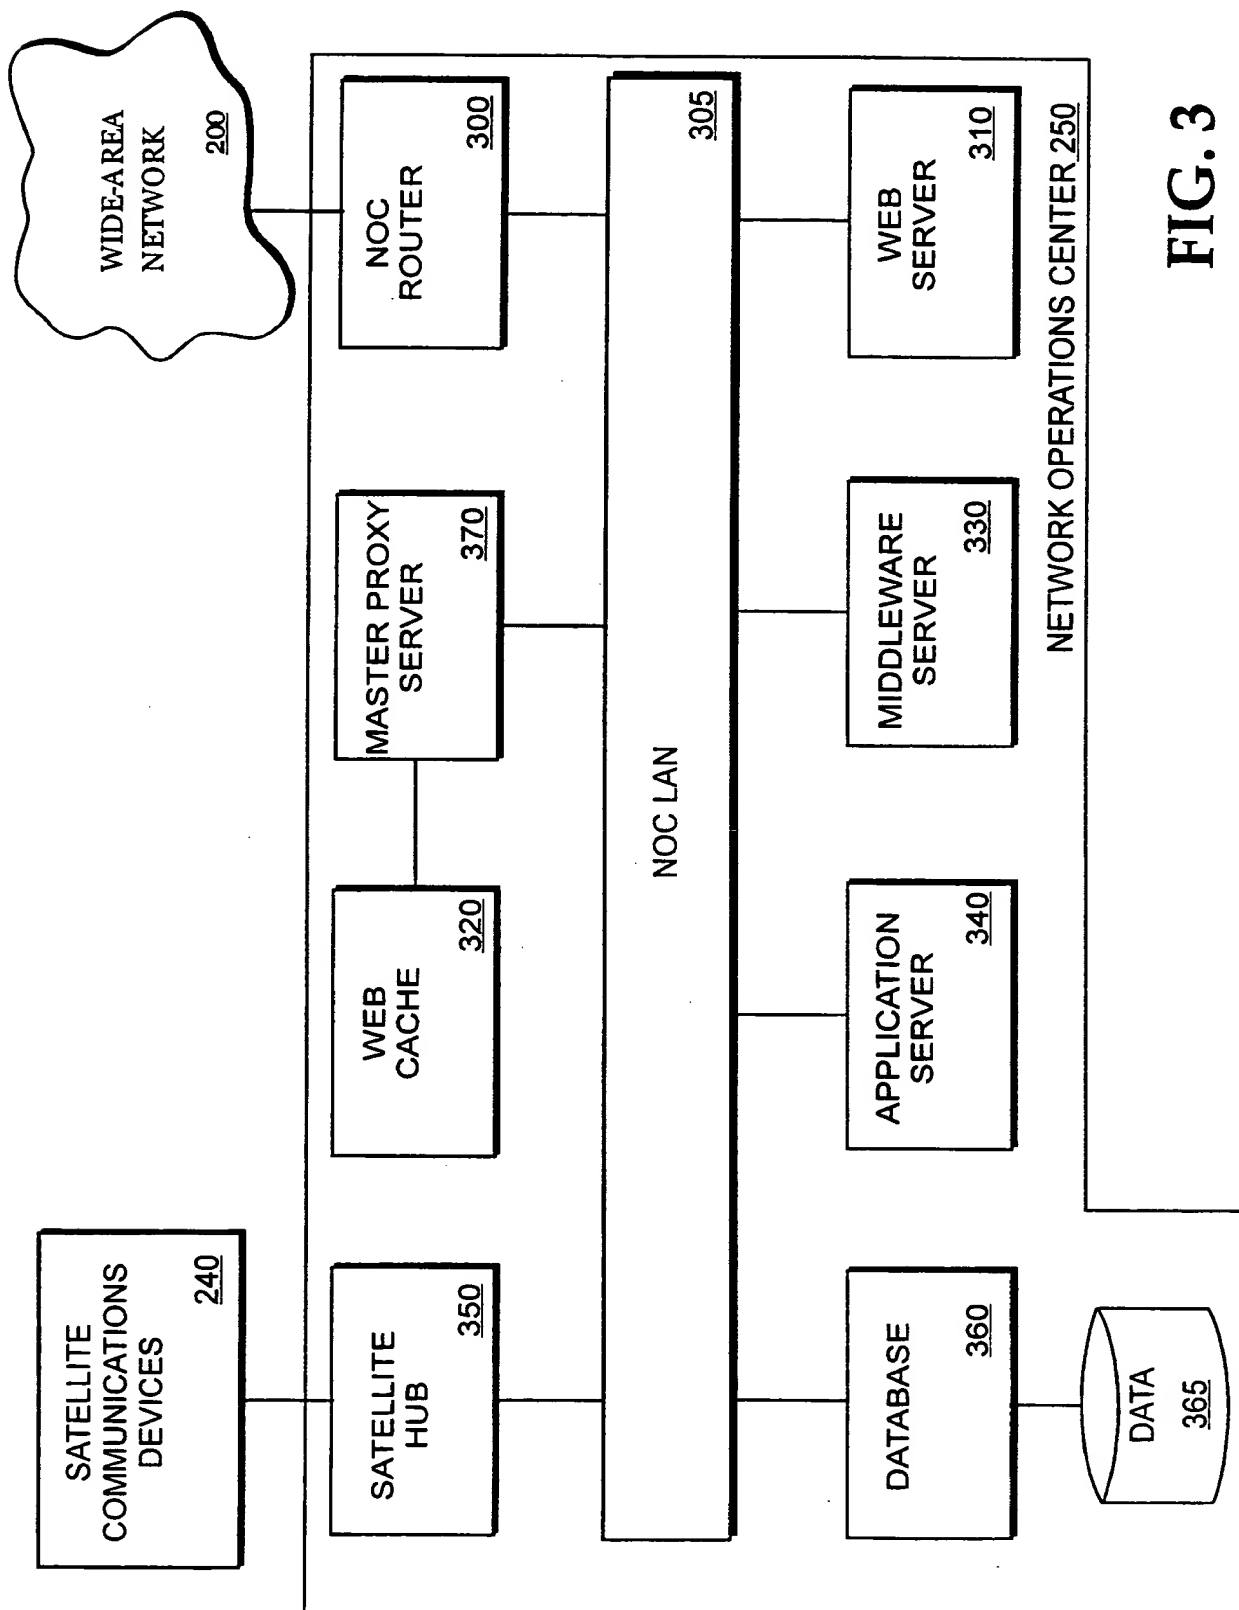 SATELLITE
COMMUNICATIONS
DEVICES
240
WIDE-AREA
NETWORK
200
SATELLITE
HUB
350
WEB
CACHE
320
MASTER PROXY
SERVER
370
NOC
ROUTER
300
NOC LAN
305
DATABASE
360
APPLICATION
SERVER
340
MIDDLEWARE
SERVER
330
WEB
SERVER
310
DATA
365
NETWORK OPERATIONS CENTER 250
FIG. 3